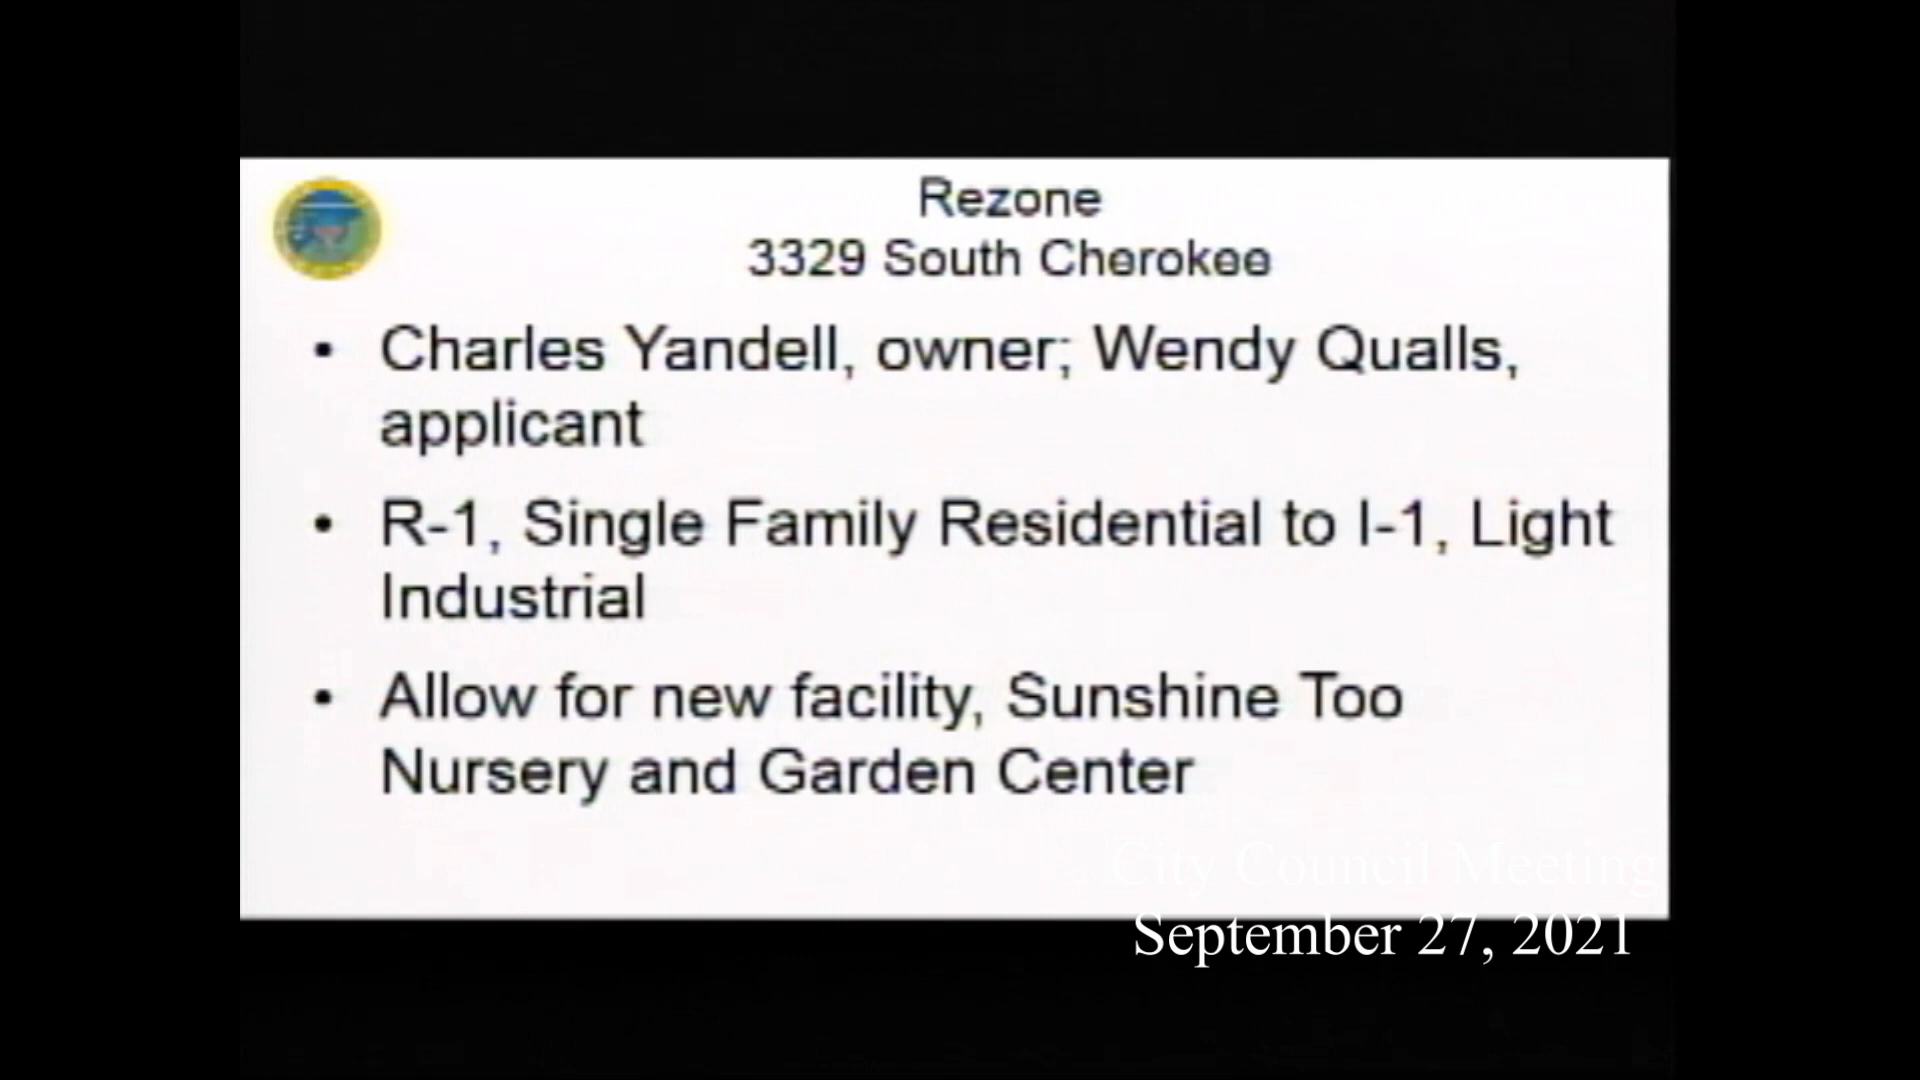 Rezone
3329 South Cherokee
• Charles Yandell, owner; Wendy Qualls,
applicant
• R-1, Single Family Residential to I-1, Light
Industrial
• Allow for new facility, Sunshine Too
Nursery and Garden Center
City Council Meeting
September 27, 2021